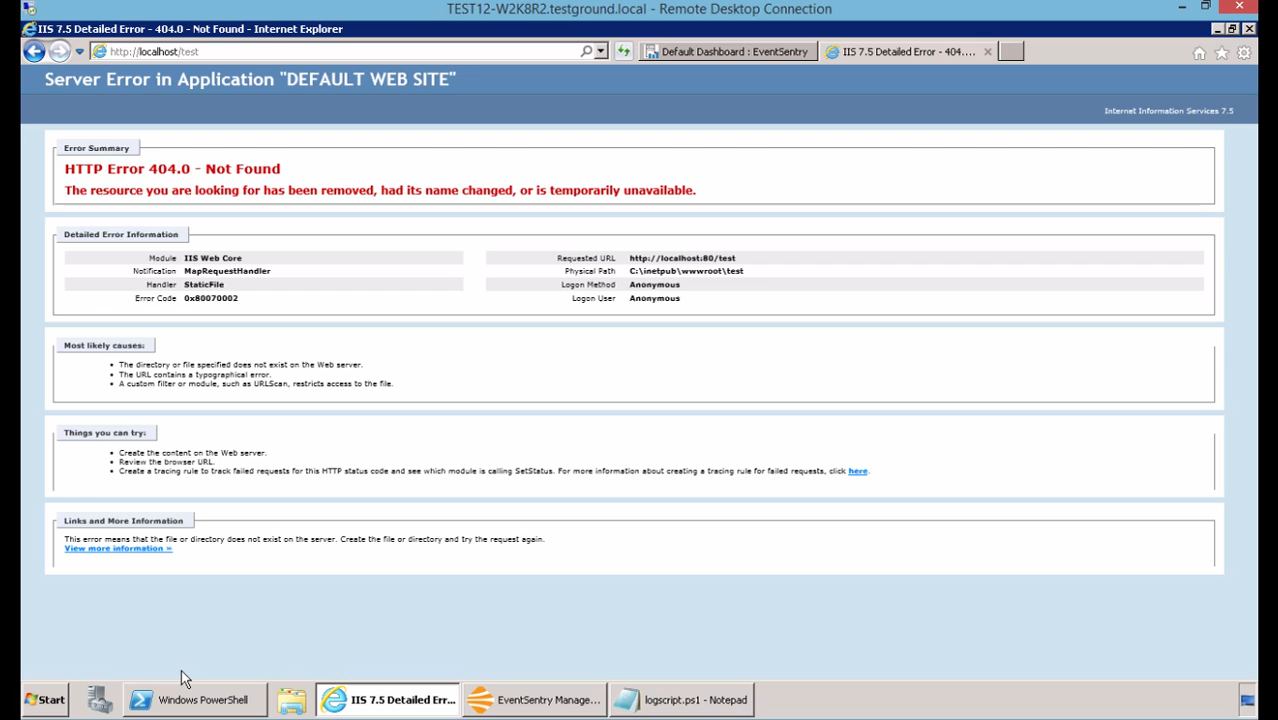 TEST12-W2K8R2.testground.local - Remote Desktop Connection
IIS 7.5 Detailed Error - 404.0 - Not Found - Internet Explorer
http://localhost/test
Default Dashboard : EventSentry
IIS 7.5 Detailed Error - 404....
Server Error in Application "DEFAULT WEB SITE"
Internet Information Services 7.5
Error Summary
HTTP Error 404.0 - Not Found
The resource you are looking for has been removed, had its name changed, or is temporarily unavailable.
Detailed Error Information
Module IIS Web Core
Notification MapRequestHandler
Handler StaticFile
Error Code 0x80070002
Requested URL http://localhost:80/test
Physical Path C:\inetpub\wwwroot\test
Logon Method Anonymous
Logon User Anonymous
Most likely causes:
• The directory or file specified does not exist on the Web server.
• The URL contains a typographical error.
• A custom filter or module, such as URLScan, restricts access to the file.
Things you can try:
• Create the content on the Web server.
• Review the browser URL.
• Create a tracing rule to track failed requests for this HTTP status code and see which module is calling SetStatus. For more information about creating a tracing rule for failed requests, click here.
Links and More Information
This error means that the file or directory does not exist on the server. Create the file or directory and try the request again.
View more information »
Start
Windows PowerShell
IIS 7.5 Detailed Err...
EventSentry Manage...
logscript.ps1 - Notepad